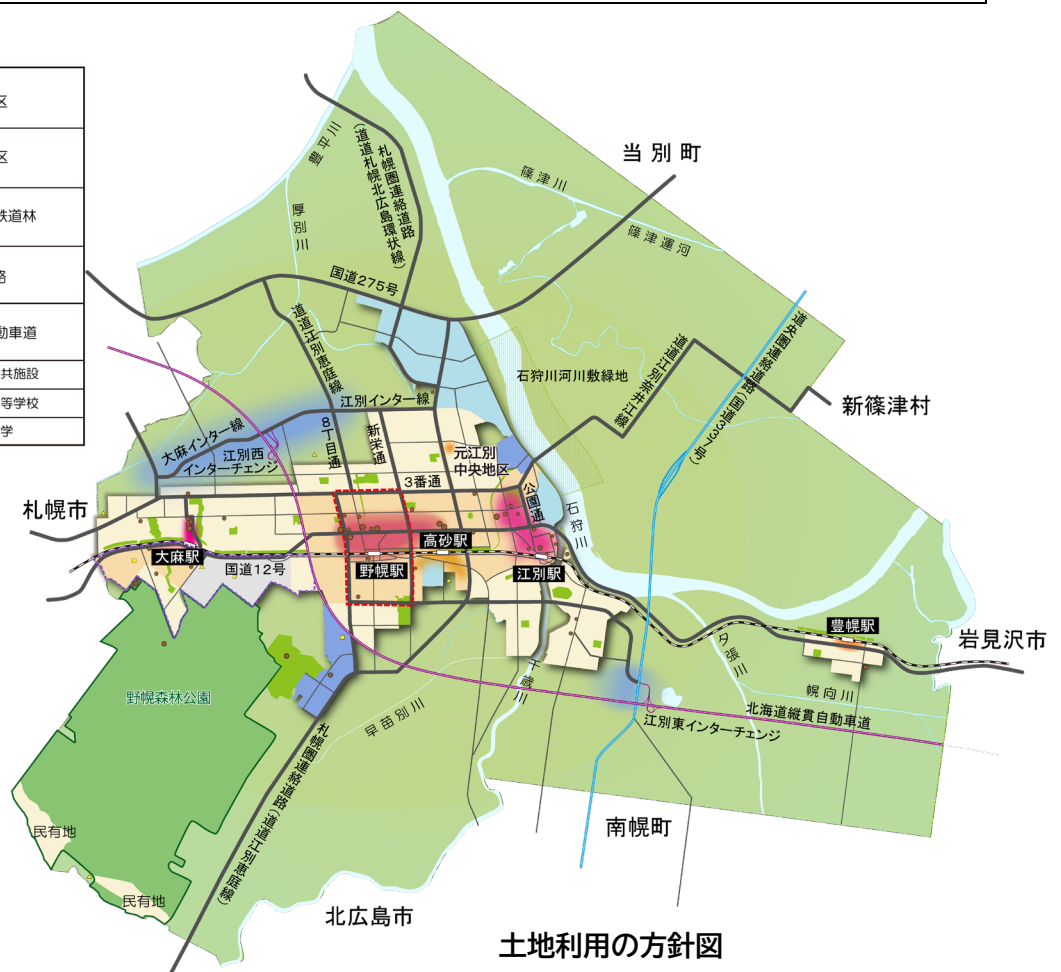 区
区
鉄道林
路
動車道
共施設
等学校
学
当別町
篠津川
篠津運河
厚別川
札幌圏連絡道路
(道道札幌北広島環状線)
国道275号
道道江別恵庭線
石狩川河川敷緑地
道道江別奈井江線
道央圏連絡道路(国道337号)
新篠津村
江別インター線
大麻インター線
江別西
インターチェンジ
8丁目通
新栄通
元江別
中央地区
3番通
公園通
石狩川
札幌市
大麻駅
国道12号
野幌駅
高砂駅
江別駅
豊幌駅
岩見沢市
夕張川
幌向川
千歳川
北海道縦貫自動車道
江別東インターチェンジ
野幌森林公園
早苗別川
札幌圏連絡道路(道道江別恵庭線)
南幌町
民有地
民有地
北広島市
土地利用の方針図